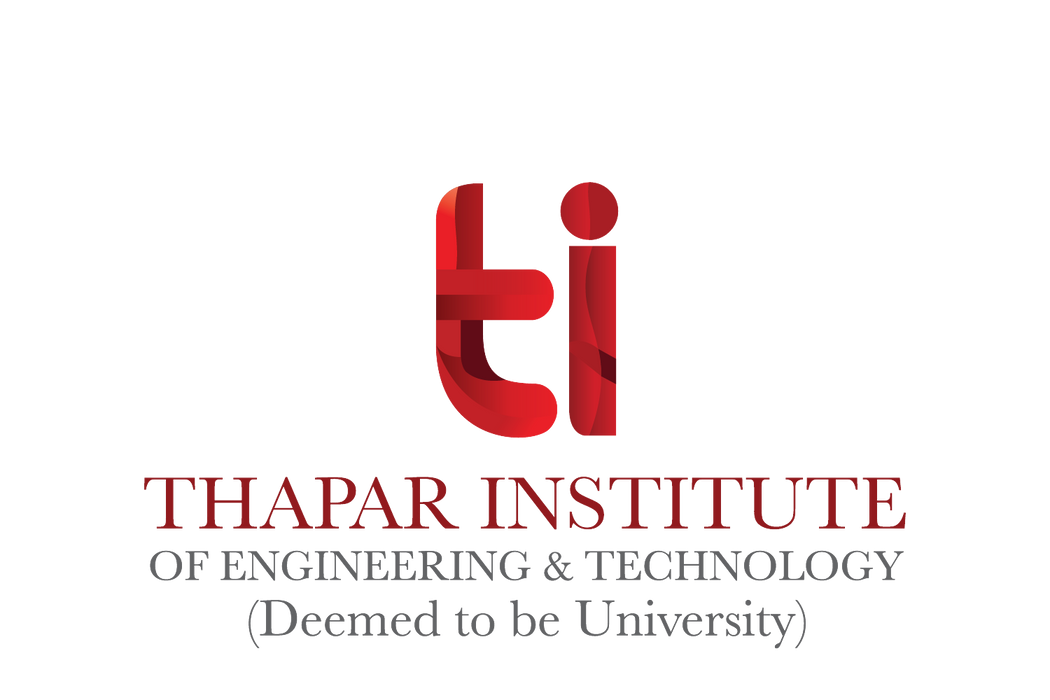 ti
THAPAR INSTITUTE
OF ENGINEERING & TECHNOLOGY
(Deemed to be University)